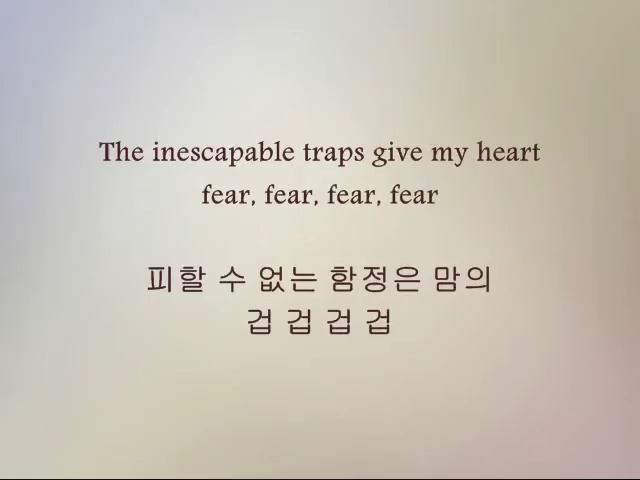 The inescapable traps give my heart
fear, fear, fear, fear
피할 수 없는 함정은 맘의
겁 겁 겁 겁